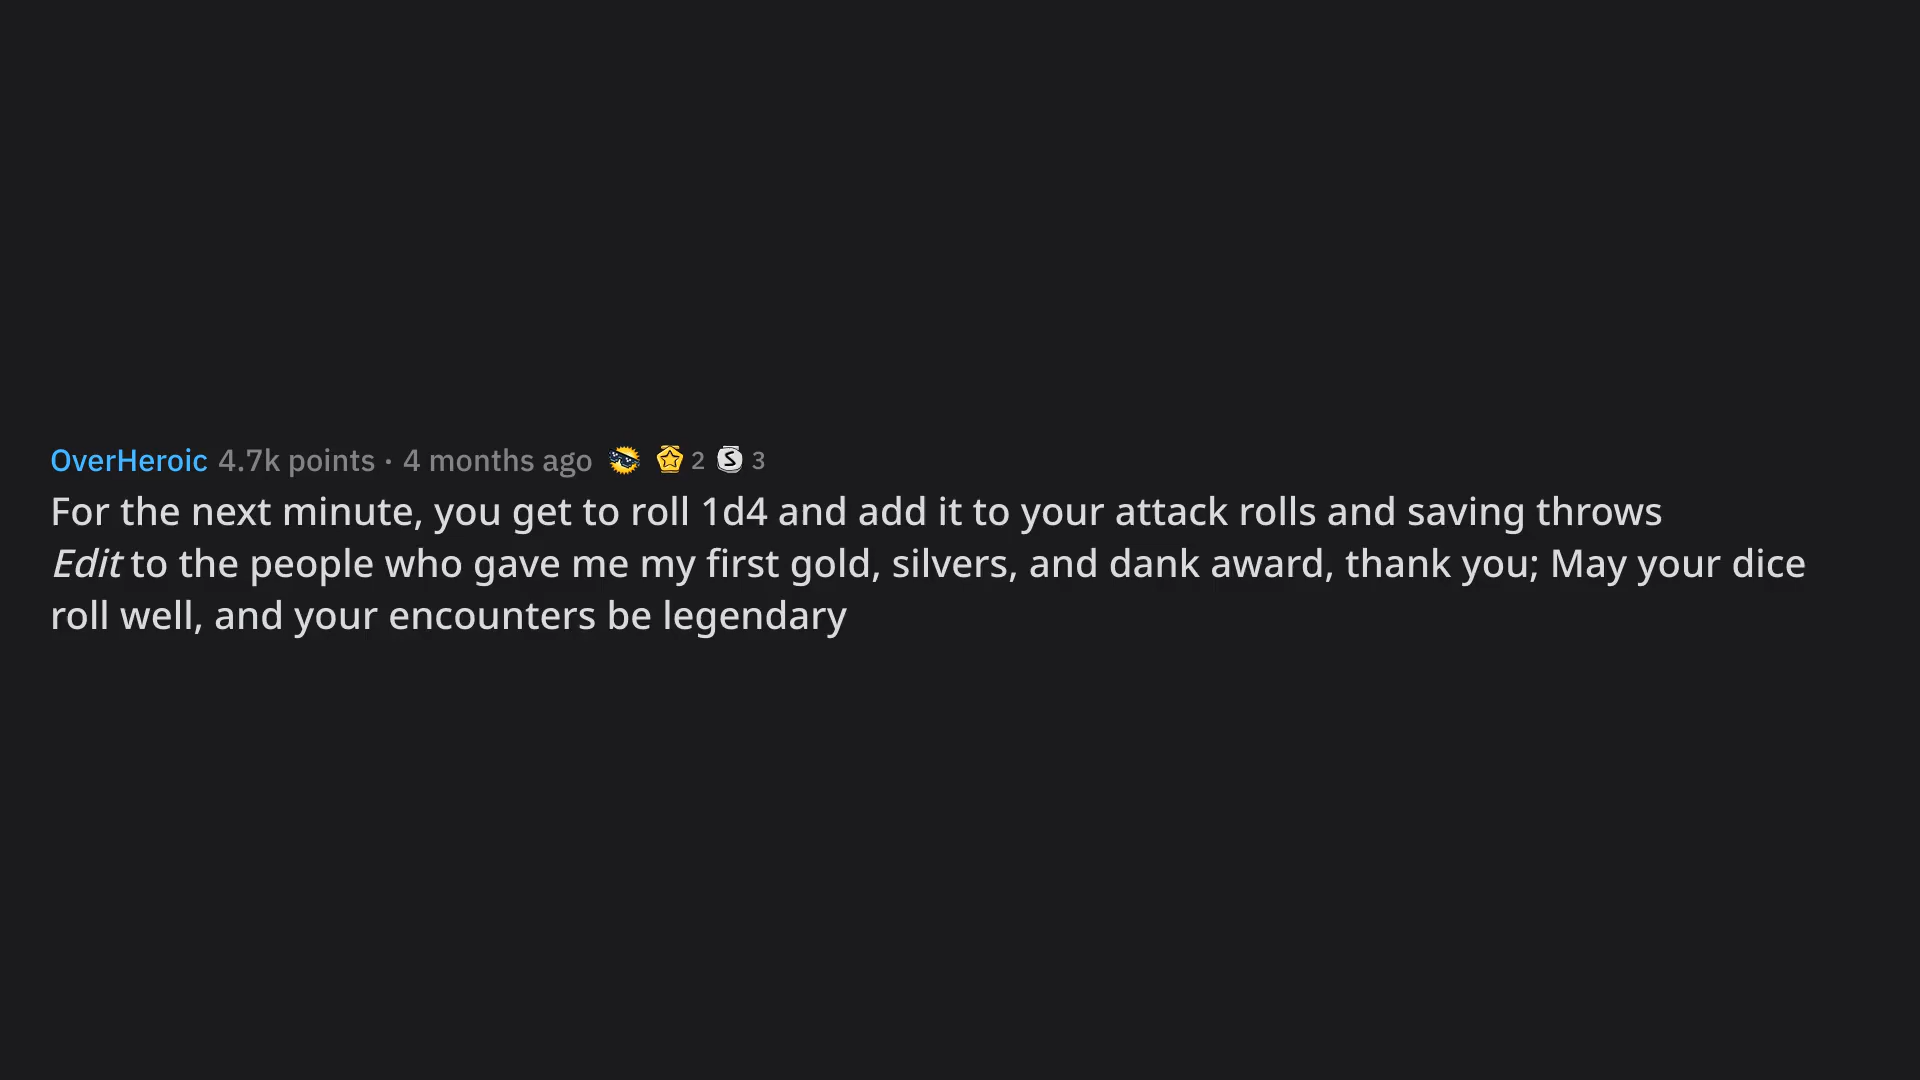 OverHeroic 4.7k points · 4 months ago 2 S 3
For the next minute, you get to roll 1d4 and add it to your attack rolls and saving throws
Edit to the people who gave me my first gold, silvers, and dank award, thank you; May your dice
roll well, and your encounters be legendary